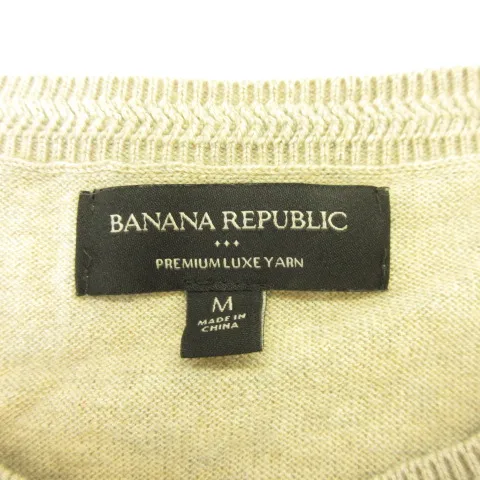 BANANA REPUBLIC
PREMIUM LUXE YARN
M
MADE IN
CHINA